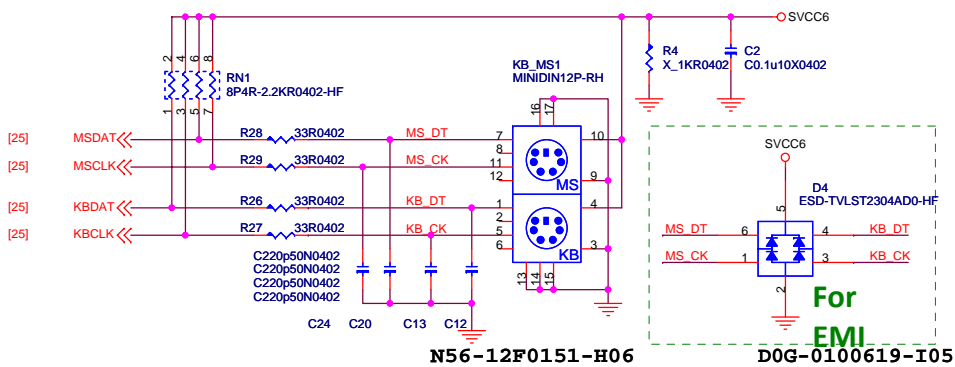 SVCC6
2 4 6 8
RN1
8P4R-2.2KR0402-HF
1 3 5 7
KB_MS1
MINIDIN12P-RH
R4
X_1KR0402
C2
C0.1u10X0402
16 17
[25] MSDAT R28 33R0402 MS_DT 7 10
8
[25] MSCLK R29 33R0402 MS_CK 11
12 MS 9
[25] KBDAT R26 33R0402 KB_DT 1 4
2
[25] KBCLK R27 33R0402 KB_CK 5
6 KB 3
13 14 15
C220p50N0402
C220p50N0402
C220p50N0402
C220p50N0402
C24 C20 C13 C12
N56-12F0151-H06
SVCC6
D4
ESD-TVLST2304AD0-HF
5
MS_DT 6 4 KB_DT
MS_CK 1 3 KB_CK
2
For
EMI
D0G-0100619-I05